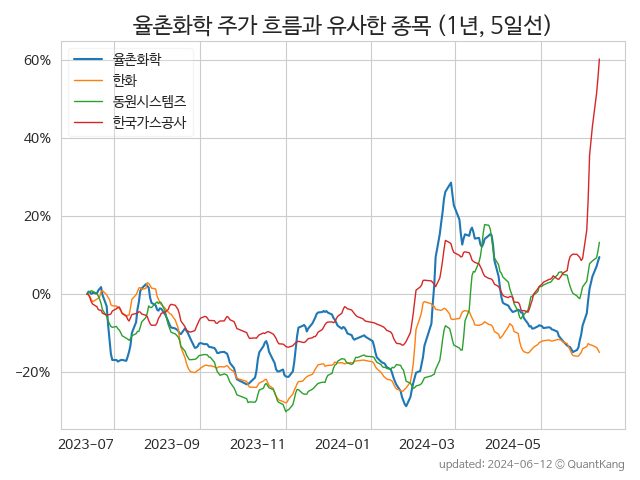 율촌화학 주가 흐름과 유사한 종목 (1년, 5일선)
율촌화학
한화
동원시스템즈
한국가스공사
60%
40%
20%
0%
−20%
2023-07 2023-09 2023-11 2024-01 2024-03 2024-05
updated: 2024-06-12 © QuantKang